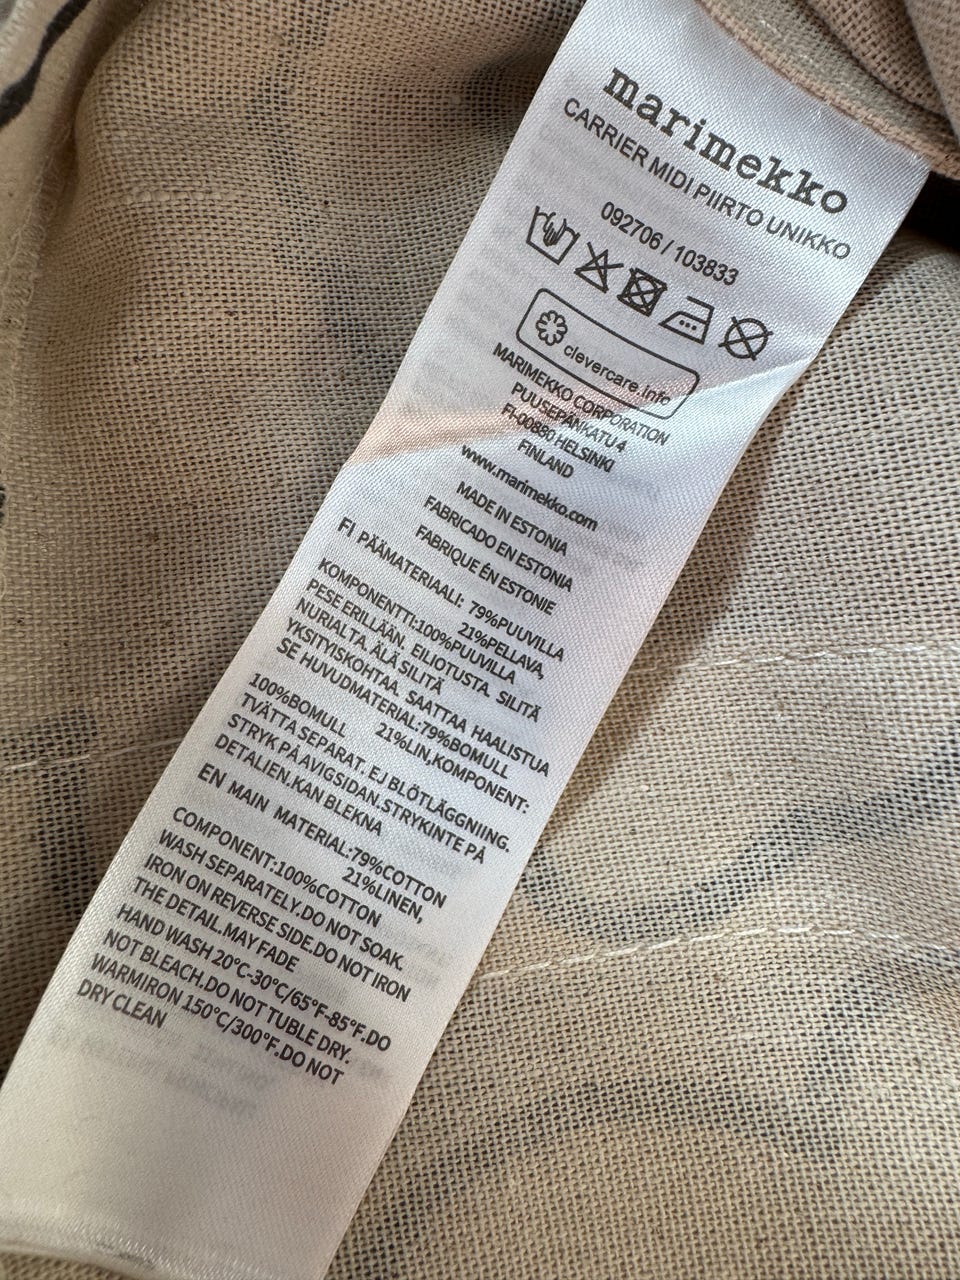 marimekko
CARRIER MIDI PIIRTO UNIKKO
092706 / 103833
clevercare.info
MARIMEKKO CORPORATION
PUUSEPÄNKATU 4
FI-00880 HELSINKI
FINLAND
www.marimekko.com
MADE IN ESTONIA
FABRICADO EN ESTONIA
FABRIQUE ÉN ESTONIE
FI PÄÄMATERIAALI: 79%PUUVILLA
21%PELLAVA,
KOMPONENTTI:100%PUUVILLA
PESE ERILLÄÄN. EILIOTUSTA. SILITÄ
NURIALTA. ÄLÄ SILITÄ
YKSITYISKOHTAA. SAATTAA HAALISTUA
SE HUVUDMATERIAL:79%BOMULL
21%LIN,KOMPONENT:
100%BOMULL
TVÄTTA SEPARAT. EJ BLÖTLÄGGNIING.
STRYK PÅ AVIGSIDAN.STRYKINTE PÅ
DETALIEN.KAN BLEKNA
EN MAIN MATERIAL:79%COTTON
21%LINEN,
COMPONENT:100%COTTON
WASH SEPARATELY.DO NOT SOAK.
IRON ON REVERSE SIDE.DO NOT IRON
THE DETAIL.MAY FADE
HAND WASH 20°C-30°C/65°F-85°F.DO
NOT BLEACH.DO NOT TUBLE DRY.
WARMIRON 150°C/300°F.DO NOT
DRY CLEAN